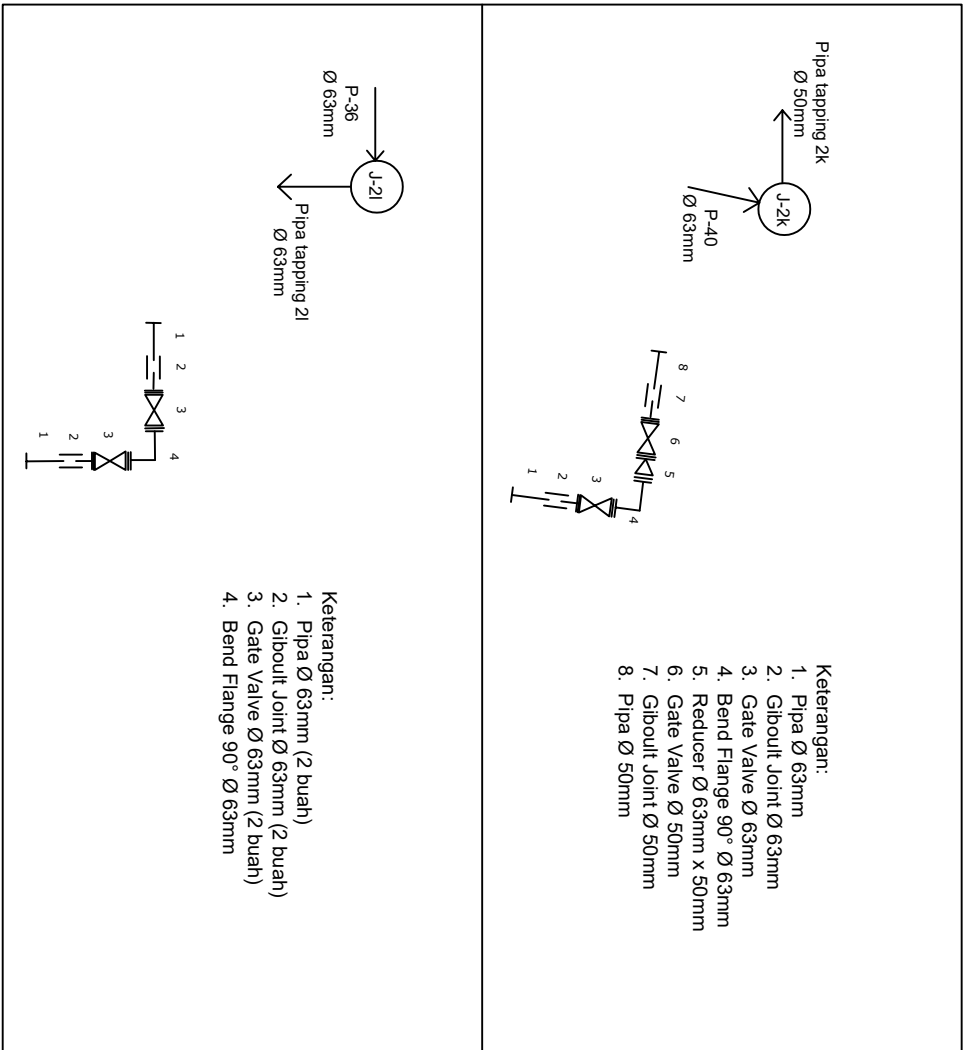 Pipa tapping 2k
Ø 50mm
J-2k
P-40
Ø 63mm
8
7
6
5
4
3
2
1
Keterangan:
1. Pipa Ø 63mm
2. Giboult Joint Ø 63mm
3. Gate Valve Ø 63mm
4. Bend Flange 90° Ø 63mm
5. Reducer Ø 63mm x 50mm
6. Gate Valve Ø 50mm
7. Giboult Joint Ø 50mm
8. Pipa Ø 50mm
P-36
Ø 63mm
J-2l
Pipa tapping 2l
Ø 63mm
1
2
3
4
3
2
1
Keterangan:
1. Pipa Ø 63mm (2 buah)
2. Giboult Joint Ø 63mm (2 buah)
3. Gate Valve Ø 63mm (2 buah)
4. Bend Flange 90° Ø 63mm